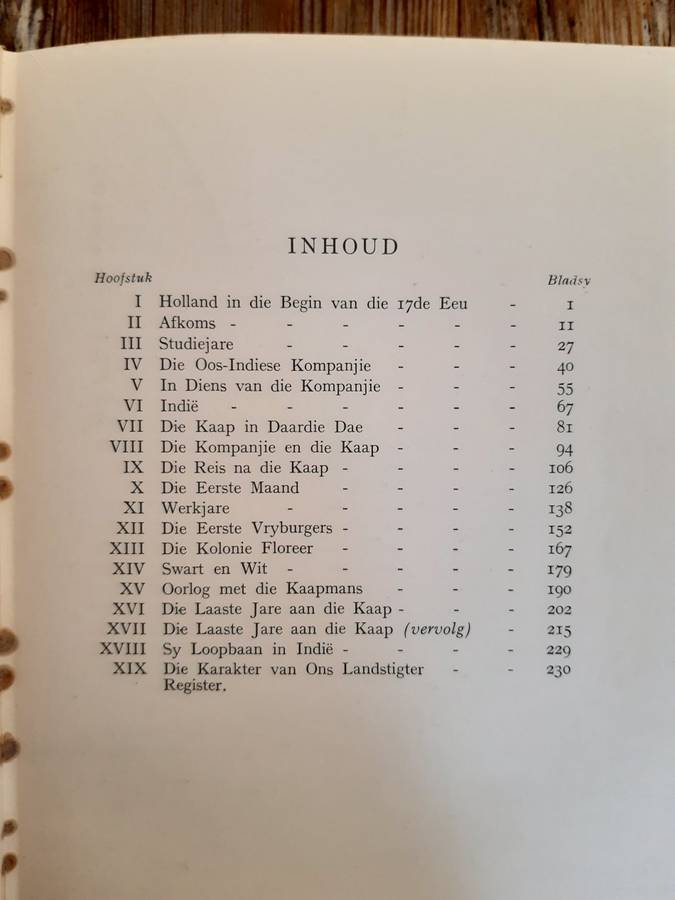 INHOUD
Hoofstuk Bladsy
I Holland in die Begin van die 17de Eeu - 1
II Afkoms - - - - - - 11
III Studiejare - - - - - 27
IV Die Oos-Indiese Kompanjie - - - 40
V In Diens van die Kompanjie - - - 55
VI Indië - - - - - - 67
VII Die Kaap in Daardie Dae - - - 81
VIII Die Kompanjie en die Kaap - - - 94
IX Die Reis na die Kaap - - - - 106
X Die Eerste Maand - - - - 126
XI Werkjare - - - - - 138
XII Die Eerste Vryburgers - - - - 152
XIII Die Kolonie Floreer - - - - 167
XIV Swart en Wit - - - - - 179
XV Oorlog met die Kaapmans - - - 190
XVI Die Laaste Jare aan die Kaap - - - 202
XVII Die Laaste Jare aan die Kaap (vervolg) - 215
XVIII Sy Loopbaan in Indië - - - - 229
XIX Die Karakter van Ons Landstigter - - 230
Register.